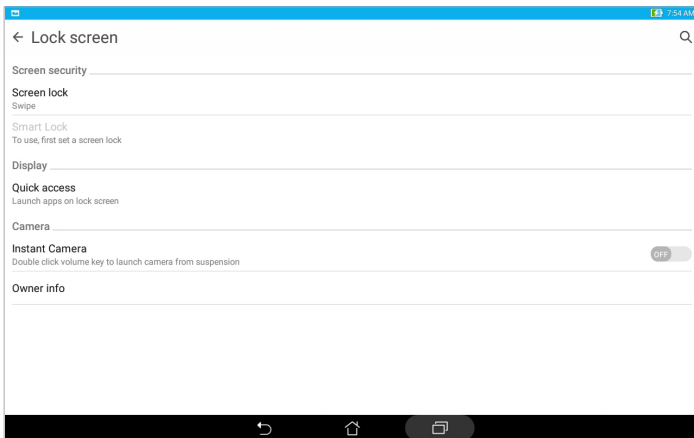 7:54 AM
Lock screen
Screen security
Screen lock
Swipe
Smart Lock
To use, first set a screen lock
Display
Quick access
Launch apps on lock screen
Camera
Instant Camera
Double click volume key to launch camera from suspension
OFF
Owner info